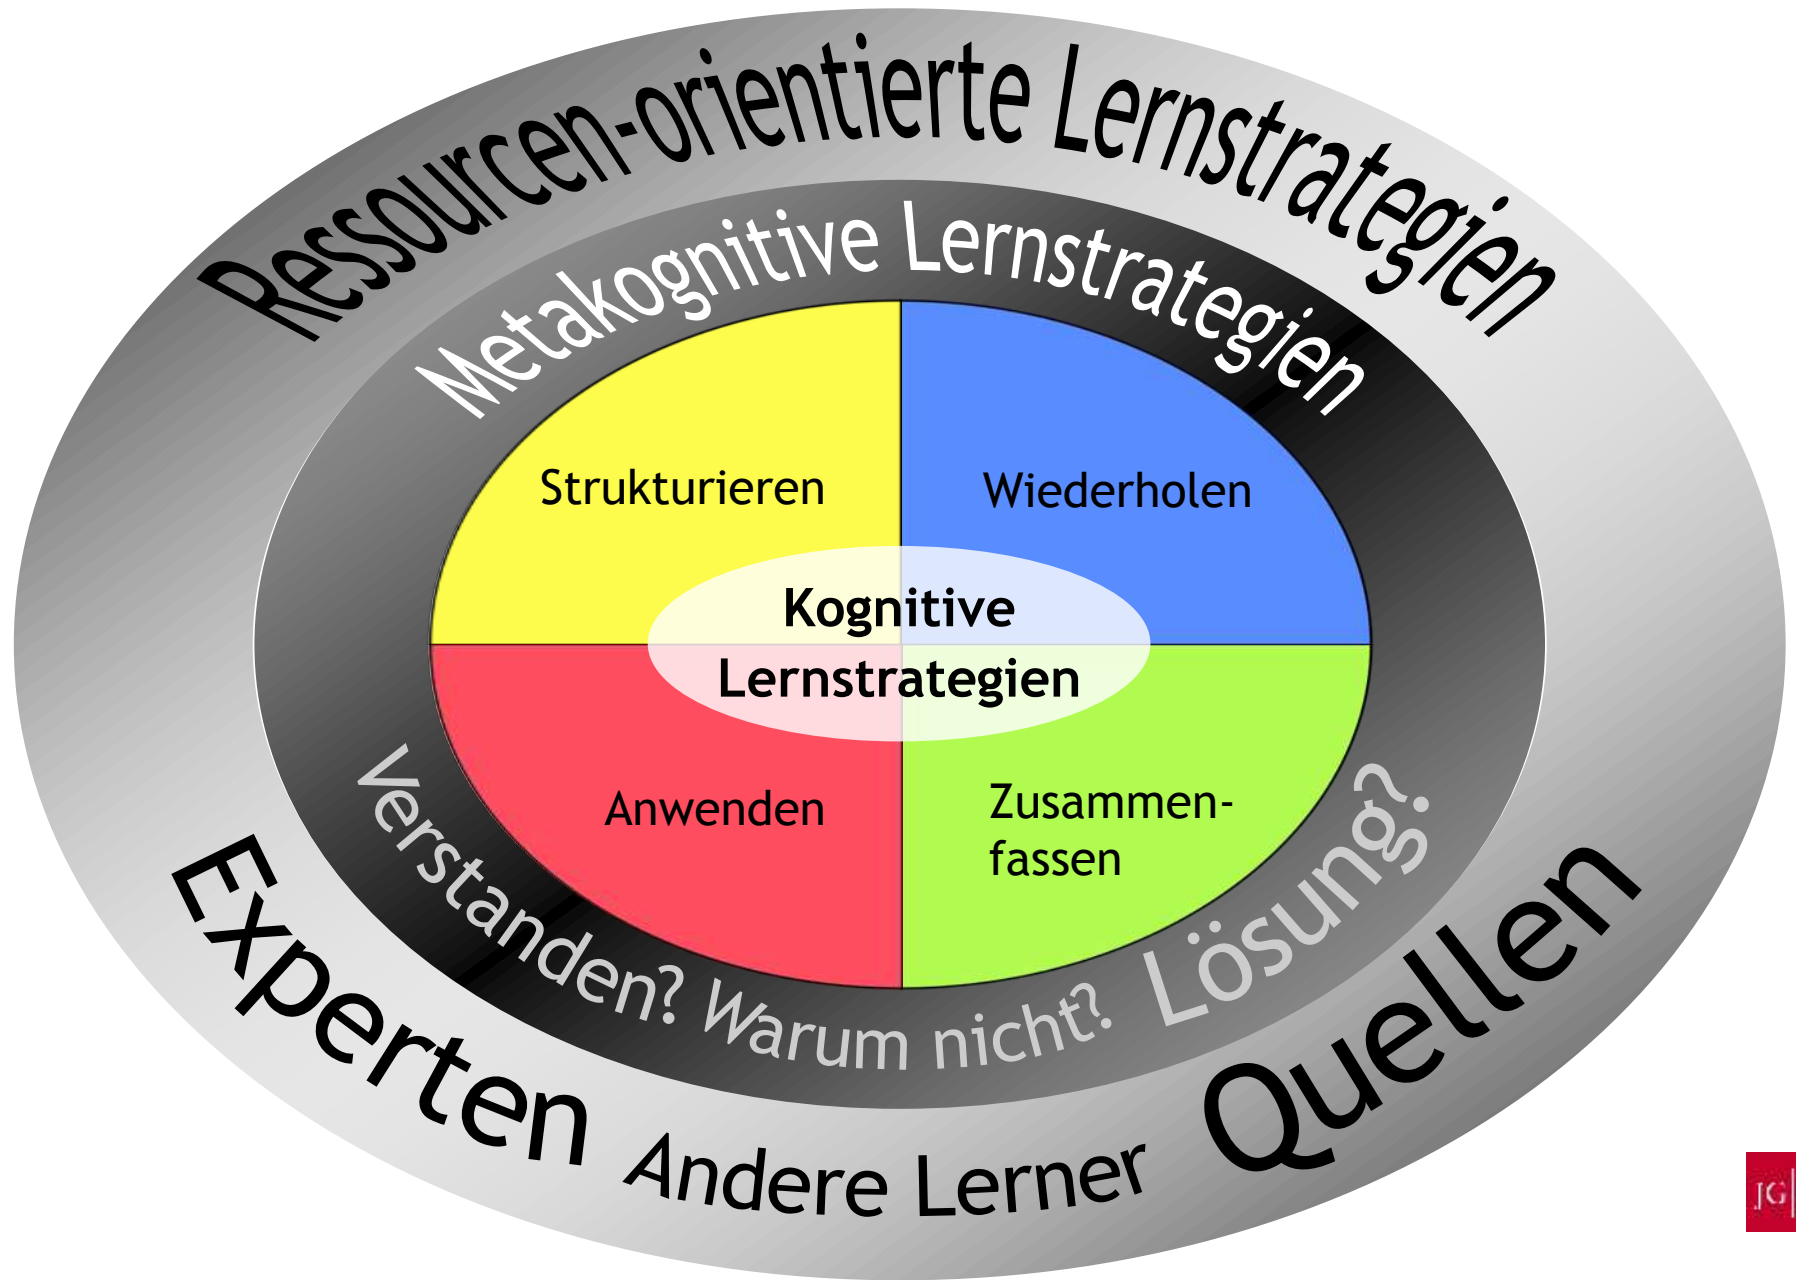 Ressourcen-orientierte Lernstrategien
Metakognitive Lernstrategien
Strukturieren
Wiederholen
Kognitive
Lernstrategien
Anwenden
Zusammen-
fassen
Verstanden? Warum nicht? Lösung?
Experten Andere Lerner Quellen
JG